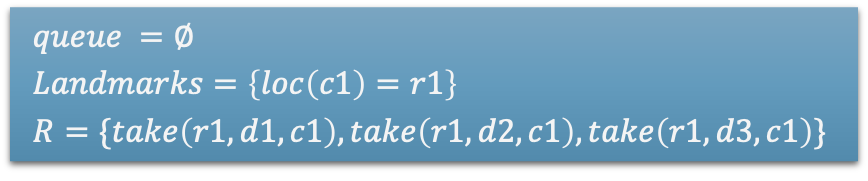 queue = ∅
Landmarks = {loc(c1) = r1}
R = {take(r1, d1, c1), take(r1, d2, c1), take(r1, d3, c1)}